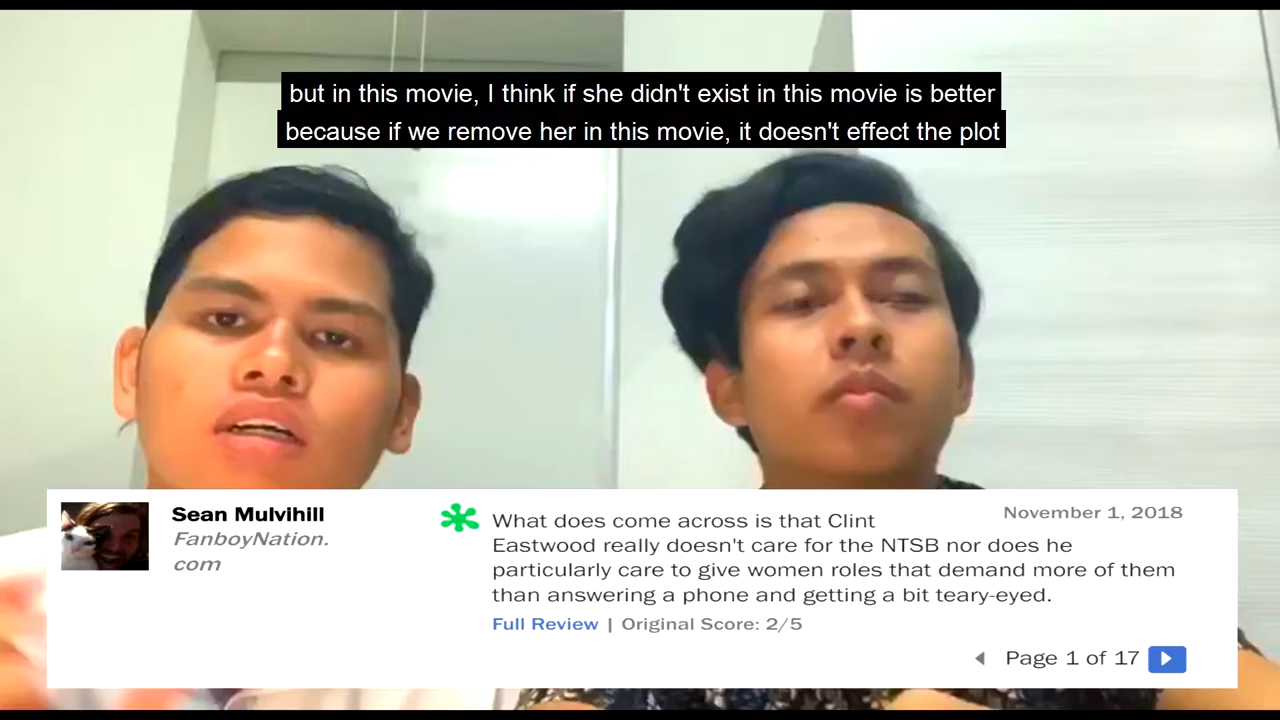 but in this movie, I think if she didn't exist in this movie is better
because if we remove her in this movie, it doesn't effect the plot
Sean Mulvihill
FanboyNation.
com
What does come across is that Clint
November 1, 2018
Eastwood really doesn't care for the NTSB nor does he
particularly care to give women roles that demand more of them
than answering a phone and getting a bit teary-eyed.
Full Review | Original Score: 2/5
Page 1 of 17